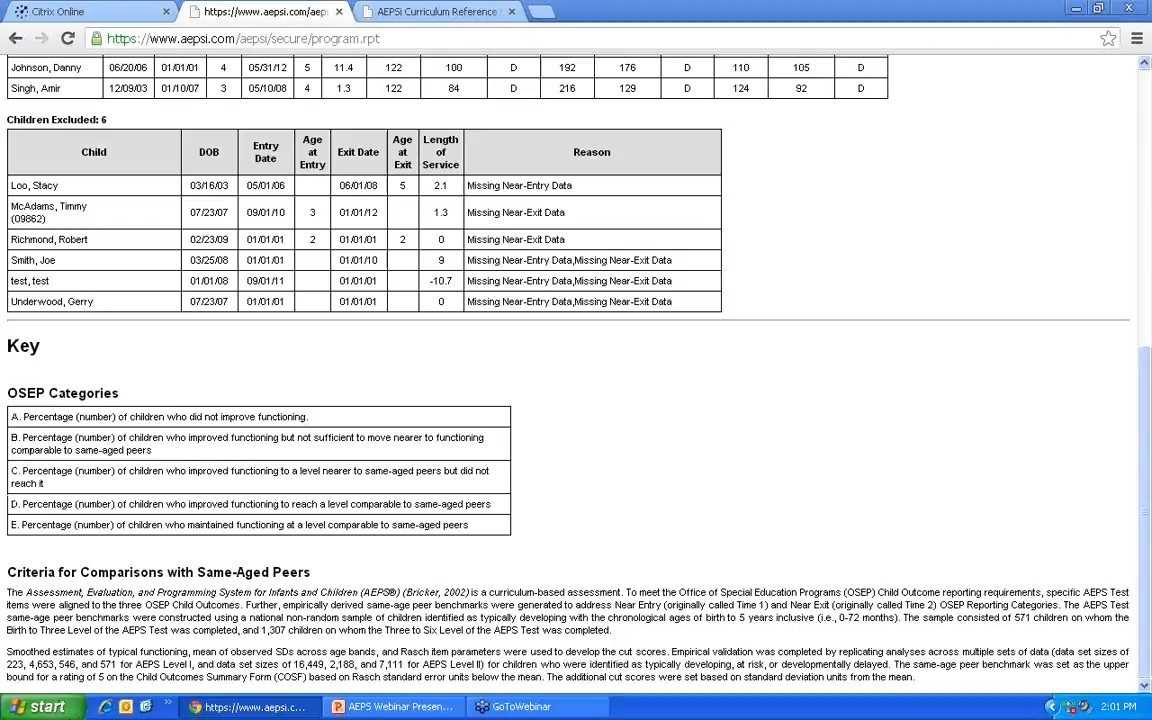 Citrix Online
https://www.aepsi.com/aeps
AEPSi Curriculum Reference
https://www.aepsi.com/aepsi/secure/program.rpt
Johnson, Danny 06/20/06 01/01/01 4 05/31/12 5 11.4 122 100 D 192 176 D 110 105 D
Singh, Amir 12/09/03 01/10/07 3 05/10/08 4 1.3 122 84 D 216 129 D 124 92 D
Children Excluded: 6
Child DOB Entry Date Age at Entry Exit Date Age at Exit Length of Service Reason
Loo, Stacy 03/16/03 05/01/06 06/01/08 5 2.1 Missing Near-Entry Data
McAdams, Timmy
(09862) 07/23/07 09/01/10 3 01/01/12 1.3 Missing Near-Exit Data
Richmond, Robert 02/23/09 01/01/01 2 01/01/01 2 0 Missing Near-Exit Data
Smith, Joe 03/25/08 01/01/01 01/01/10 9 Missing Near-Entry Data,Missing Near-Exit Data
test, test 01/01/08 09/01/11 01/01/01 -10.7 Missing Near-Entry Data,Missing Near-Exit Data
Underwood, Gerry 07/23/07 01/01/01 01/01/01 0 Missing Near-Entry Data,Missing Near-Exit Data
Key
OSEP Categories
A. Percentage (number) of children who did not improve functioning.
B. Percentage (number) of children who improved functioning but not sufficient to move nearer to functioning
comparable to same-aged peers
C. Percentage (number) of children who improved functioning to a level nearer to same-aged peers but did not
reach it
D. Percentage (number) of children who improved functioning to reach a level comparable to same-aged peers
E. Percentage (number) of children who maintained functioning at a level comparable to same-aged peers
Criteria for Comparisons with Same-Aged Peers
The Assessment, Evaluation, and Programming System for Infants and Children (AEPS®) (Bricker, 2002) is a curriculum-based assessment. To meet the Office of Special Education Programs (OSEP) Child Outcome reporting requirements, specific AEPS Test
items were aligned to the three OSEP Child Outcomes. Further, empirically derived same-age peer benchmarks were generated to address Near Entry (originally called Time 1) and Near Exit (originally called Time 2) OSEP Reporting Categories. The AEPS Test
same-age peer benchmarks were constructed using a national non-random sample of children identified as typically developing with the chronological ages of birth to 5 years inclusive (i.e., 0-72 months). The sample consisted of 571 children on whom the
Birth to Three Level of the AEPS Test was completed, and 1,307 children on whom the Three to Six Level of the AEPS Test was completed.
Smoothed estimates of typical functioning, mean of observed SDs across age bands, and Rasch item parameters were used to develop the cut scores. Empirical validation was completed by replicating analyses across multiple sets of data (data set sizes of
223, 4,653, 546, and 571 for AEPS Level I, and data set sizes of 16,449, 2,188, and 7,111 for AEPS Level II) for children who were identified as typically developing, at risk, or developmentally delayed. The same-age peer benchmark was set as the upper
bound for a rating of 5 on the Child Outcomes Summary Form (COSF) based on Rasch standard error units below the mean. The additional cut scores were set based on standard deviation units from the mean.
start
https://www.aepsi.c...
AEPS Webinar Presen...
GoToWebinar
2:01 PM